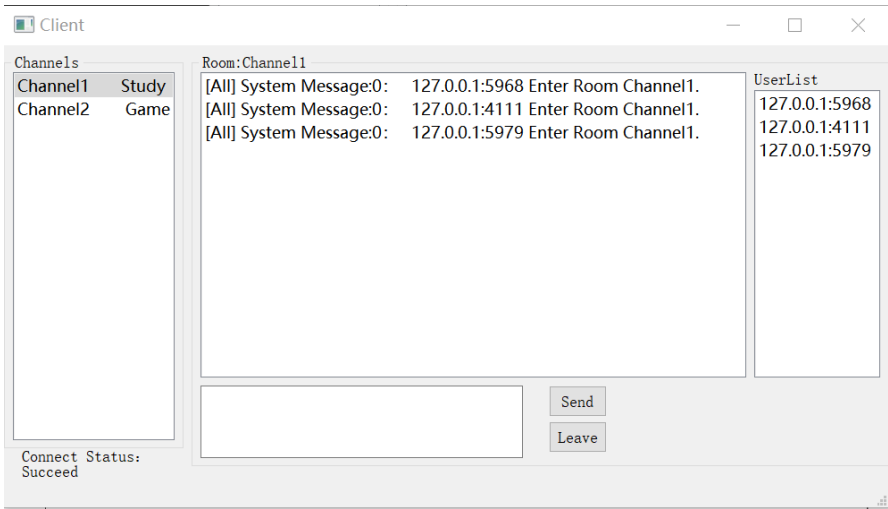 Client
Channels
Channel1 Study
Channel2 Game
Connect Status:
Succeed
Room:Channel1
[All] System Message:0: 127.0.0.1:5968 Enter Room Channel1.
[All] System Message:0: 127.0.0.1:4111 Enter Room Channel1.
[All] System Message:0: 127.0.0.1:5979 Enter Room Channel1.
Send
Leave
UserList
127.0.0.1:5968
127.0.0.1:4111
127.0.0.1:5979